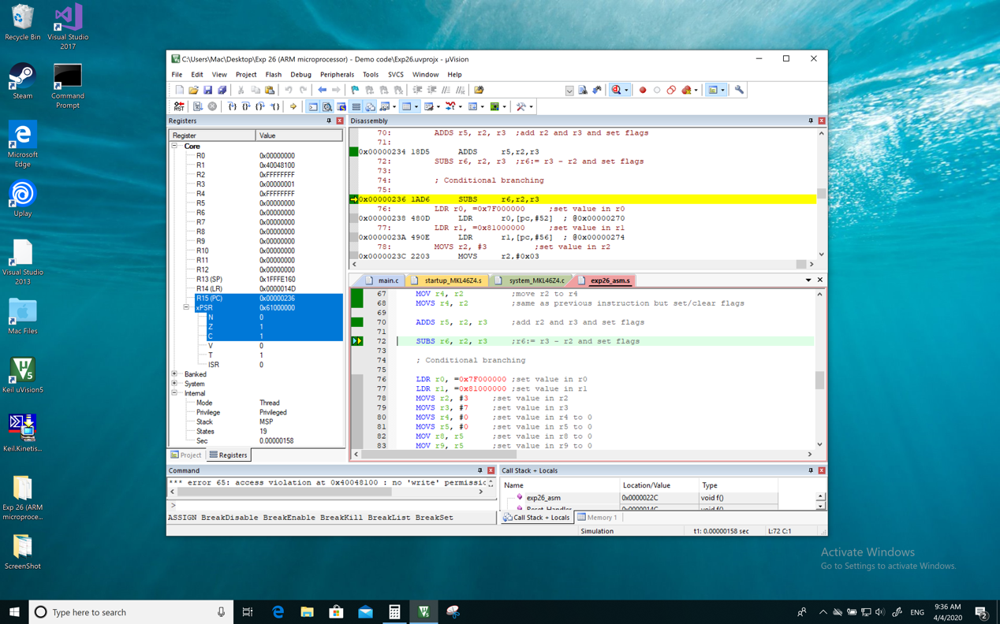 Recycle Bin
Visual Studio
2017
Steam
Command
Prompt
Microsoft
Edge
Uplay
Visual Studio
2013
Mac Files
Keil uVision5
Keil.Kinetis...
Exp 26 (ARM
microproce...
ScreenShot
C:\Users\Mac\Desktop\Exp 26 (ARM microprocessor) - Demo code\Exp26.uvprojx - µVision
File Edit View Project Flash Debug Peripherals Tools SVCS Window Help
Registers
Register Value
Core
R0 0x00000000
R1 0x40048100
R2 0xFFFFFFFF
R3 0x00000001
R4 0xFFFFFFFF
R5 0x00000000
R6 0x00000000
R7 0x00000000
R8 0x00000000
R9 0x00000000
R10 0x00000000
R11 0x00000000
R12 0x00000000
R13 (SP) 0x1FFFE160
R14 (LR) 0x0000014D
R15 (PC) 0x00000236
xPSR 0x61000000
N 0
Z 1
C 1
V 0
T 1
ISR 0
Banked
System
Internal
Mode Thread
Privilege Privileged
Stack MSP
States 19
Sec 0.00000158
Project Registers
Disassembly
70: ADDS r5, r2, r3 ;add r2 and r3 and set flags
71:
0x00000234 18D5 ADDS r5,r2,r3
72: SUBS r6, r2, r3 ;r6:= r3 - r2 and set flags
73:
74: ; Conditional branching
75:
0x00000236 1AD6 SUBS r6,r2,r3
76: LDR r0, =0x7F000000 ;set value in r0
0x00000238 480D LDR r0,[pc,#52] ; @0x00000270
77: LDR r1, =0x81000000 ;set value in r1
0x0000023A 490E LDR r1,[pc,#56] ; @0x00000274
78: MOVS r2, #3 ;set value in r2
0x0000023C 2203 MOVS r2,#0x03
main.c startup_MKL46Z4.s system_MKL46Z4.c exp26_asm.s
67 MOV r4, r2 ;move r2 to r4
68 MOVS r4, r2 ;same as previous instruction but set/clear flags
69
70 ADDS r5, r2, r3 ;add r2 and r3 and set flags
71
72 SUBS r6, r2, r3 ;r6:= r3 - r2 and set flags
73
74 ; Conditional branching
75
76 LDR r0, =0x7F000000 ;set value in r0
77 LDR r1, =0x81000000 ;set value in r1
78 MOVS r2, #3 ;set value in r2
79 MOVS r3, #7 ;set value in r3
80 MOVS r4, #0 ;set value in r4 to 0
81 MOVS r5, #0 ;set value in r5 to 0
82 MOV r8, r5 ;set value in r8 to 0
83 MOV r9, r5 ;set value in r9 to 0
Command
*** error 65: access violation at 0x40048100 : no 'write' permissic
>
ASSIGN BreakDisable BreakEnable BreakKill BreakList BreakSet
Call Stack + Locals
Name Location/Value Type
exp26_asm 0x0000022C void f()
Reset_Handler 0x0000014C void f()
Call Stack + Locals Memory 1
Simulation t1: 0.00000158 sec L:72 C:1
Activate Windows
Go to Settings to activate Windows.
Type here to search
ENG
9:36 AM
4/4/2020
2